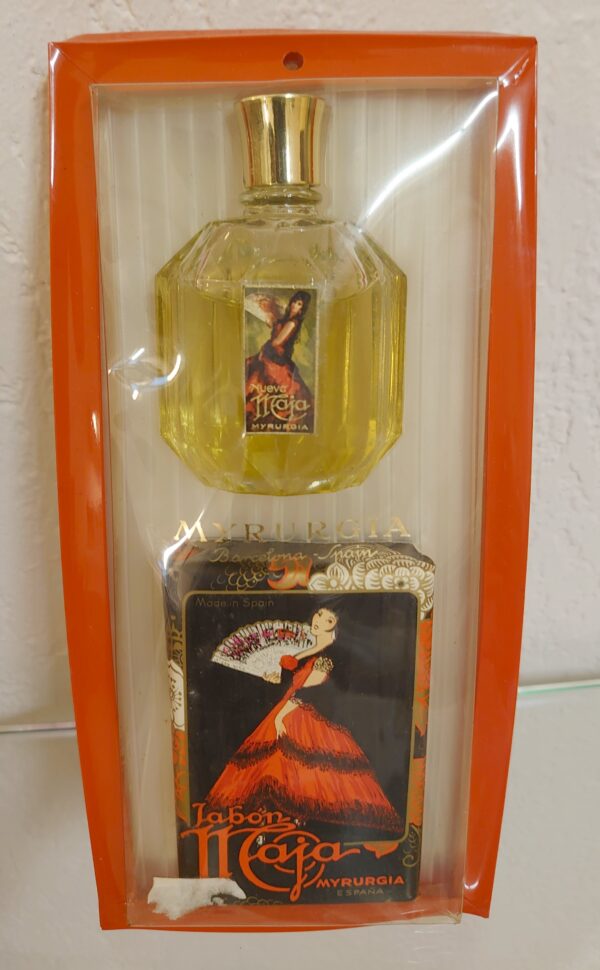 Nueva
Maja
MYRURGIA
MYRURGIA
Barcelona-Spain
Made in Spain
Jabón
Maja
MYRURGIA
ESPAÑA